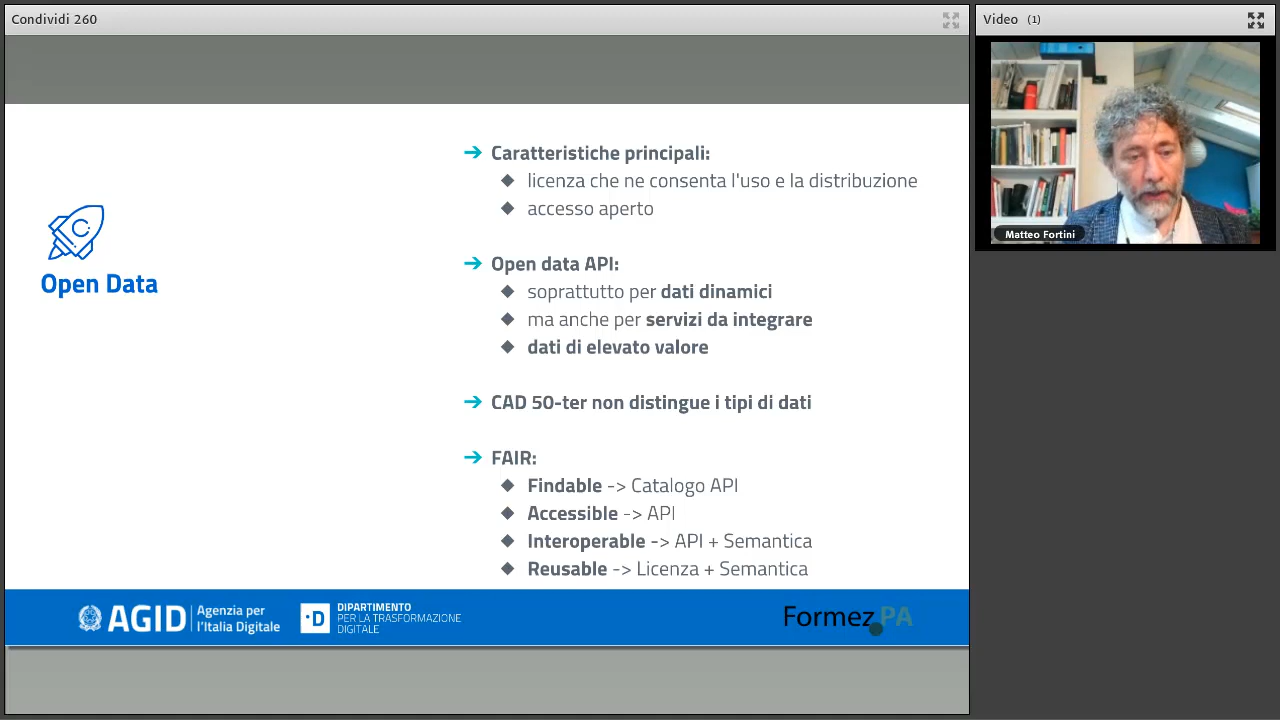 Condividi 260
Video (1)
Matteo Fortini
Open Data
➔ Caratteristiche principali:
◆ licenza che ne consenta l'uso e la distribuzione
◆ accesso aperto
➔ Open data API:
◆ soprattutto per dati dinamici
◆ ma anche per servizi da integrare
◆ dati di elevato valore
➔ CAD 50-ter non distingue i tipi di dati
➔ FAIR:
◆ Findable -> Catalogo API
◆ Accessible -> API
◆ Interoperable -> API + Semantica
◆ Reusable -> Licenza + Semantica
AGID Agenzia per
l'Italia Digitale
·D DIPARTIMENTO
PER LA TRASFORMAZIONE
DIGITALE
Formez PA